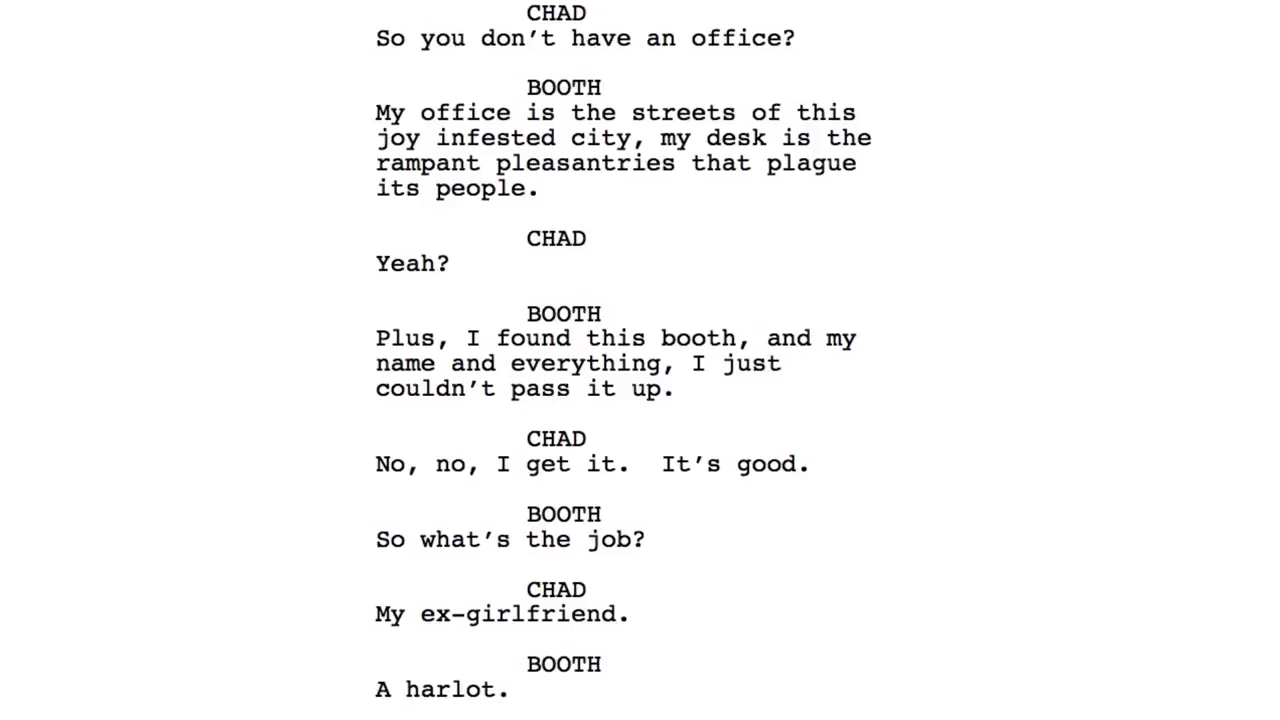 CHAD
So you don’t have an office?
BOOTH
My office is the streets of this
joy infested city, my desk is the
rampant pleasantries that plague
its people.
CHAD
Yeah?
BOOTH
Plus, I found this booth, and my
name and everything, I just
couldn’t pass it up.
CHAD
No, no, I get it.  It’s good.
BOOTH
So what’s the job?
CHAD
My ex-girlfriend.
BOOTH
A harlot.